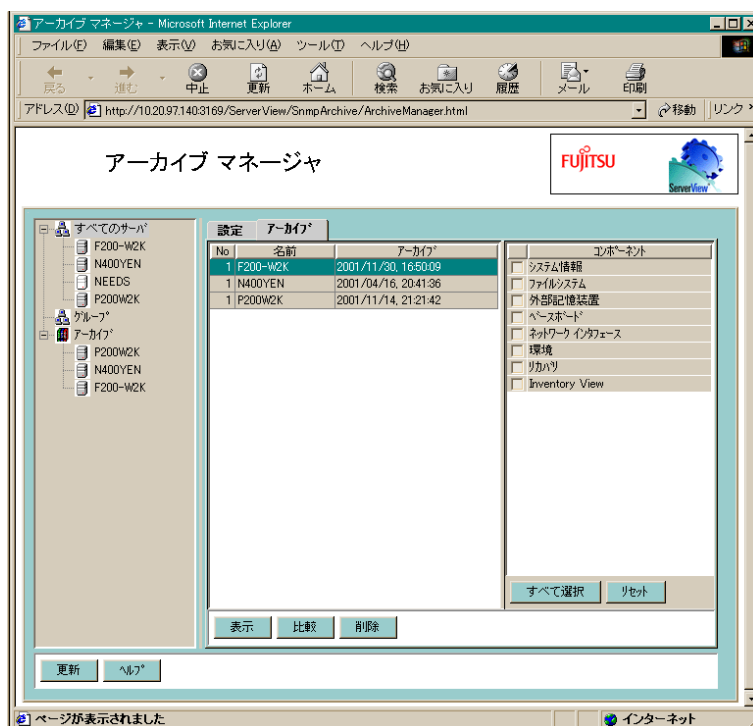 アーカイブ マネージャ - Microsoft Internet Explorer
ファイル(F) 編集(E) 表示(V) お気に入り(A) ツール(T) ヘルプ(H)
戻る 進む 中止 更新 ホーム 検索 お気に入り 履歴 メール 印刷
アドレス(D) http://10.20.97.140:3169/ServerView/SnmpArchive/ArchiveManager.html 移動 リンク
アーカイブ マネージャ
FUJITSU
ServerView
すべてのサーバ
F200-W2K
N400YEN
NEEDS
P200W2K
グループ
アーカイブ
P200W2K
N400YEN
F200-W2K
設定 アーカイブ
No 名前 アーカイブ
1 F200-W2K 2001/11/30, 16:50:09
1 N400YEN 2001/04/16, 20:41:36
1 P200W2K 2001/11/14, 21:21:42
コンポーネント
システム情報
ファイルシステム
外部記憶装置
ベースボード
ネットワーク インタフェース
環境
リカバリ
Inventory View
すべて選択 リセット
表示 比較 削除
更新 ヘルプ
ページが表示されました インターネット